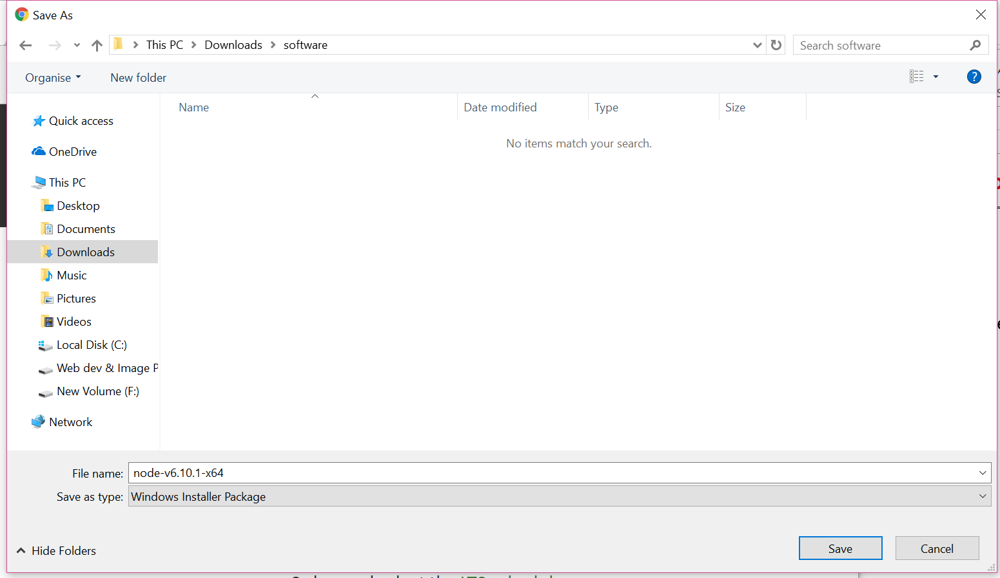 Save As
This PC > Downloads > software
Search software
Organise
New folder
?
Name
Date modified
Type
Size
No items match your search.
Quick access
OneDrive
This PC
Desktop
Documents
Downloads
Music
Pictures
Videos
Local Disk (C:)
Web dev & Image P
New Volume (F:)
Network
File name: node-v6.10.1-x64
Save as type: Windows Installer Package
Hide Folders
Save
Cancel